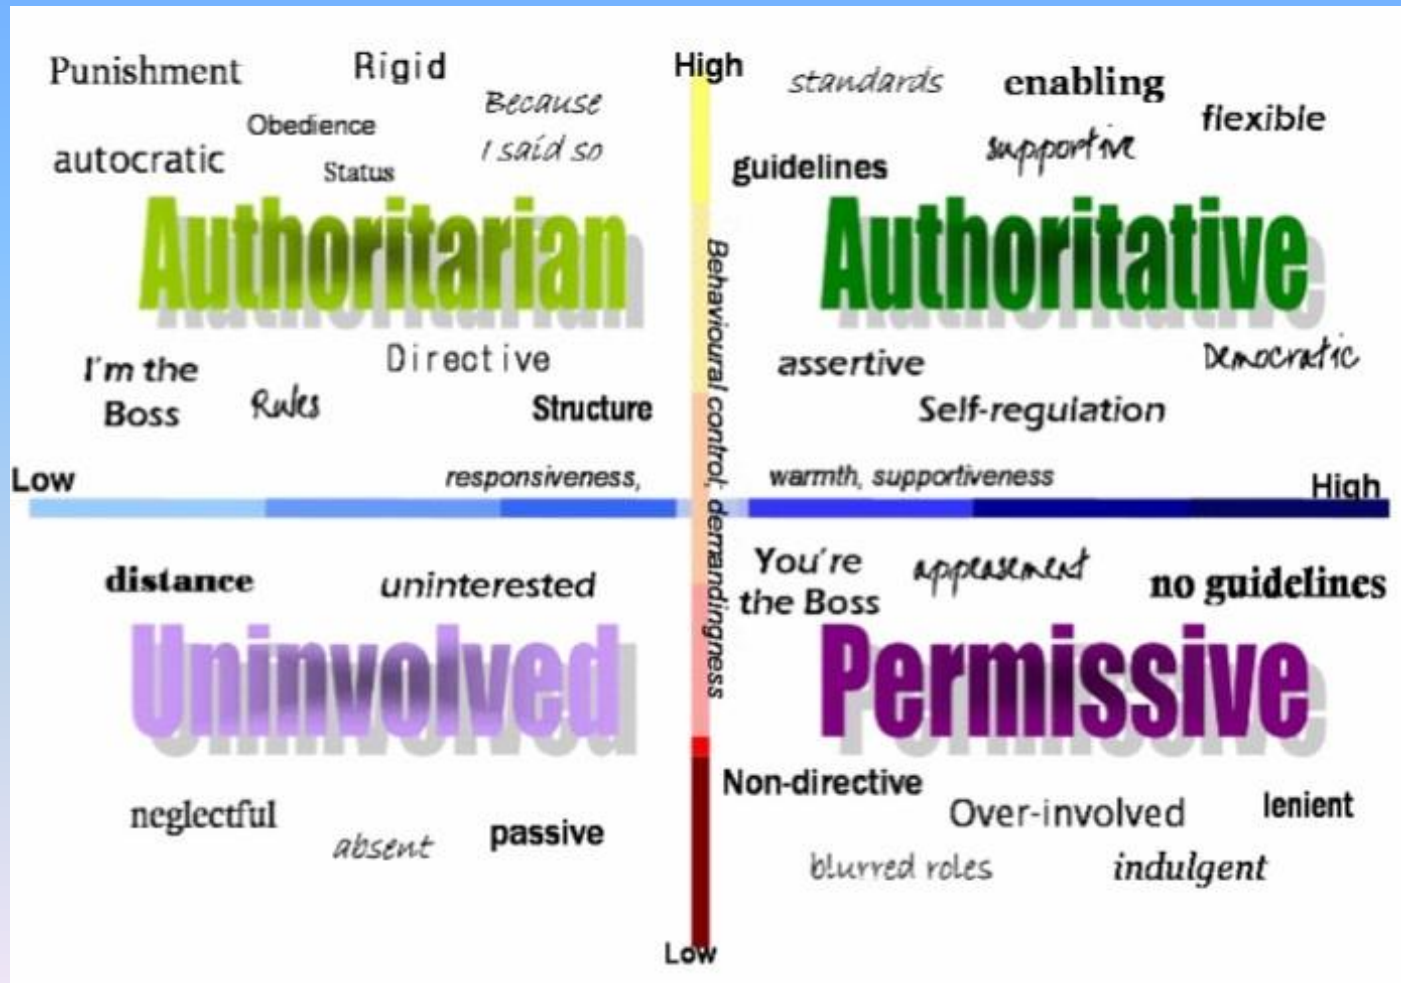 Punishment
Rigid
Because
I said so
Obedience
autocratic
Status
Authoritarian
I'm the
Boss
Rules
Directive
Structure
High
standards
enabling
flexible
supportive
guidelines
Authoritative
assertive
Democratic
Self-regulation
Behavioural control, demandingness
Low
responsiveness,
warmth, supportiveness
High
distance
uninterested
Uninvolved
neglectful
absent
passive
You're
the Boss
appeasement
no guidelines
Permissive
Non-directive
Over-involved
lenient
blurred roles
indulgent
Low